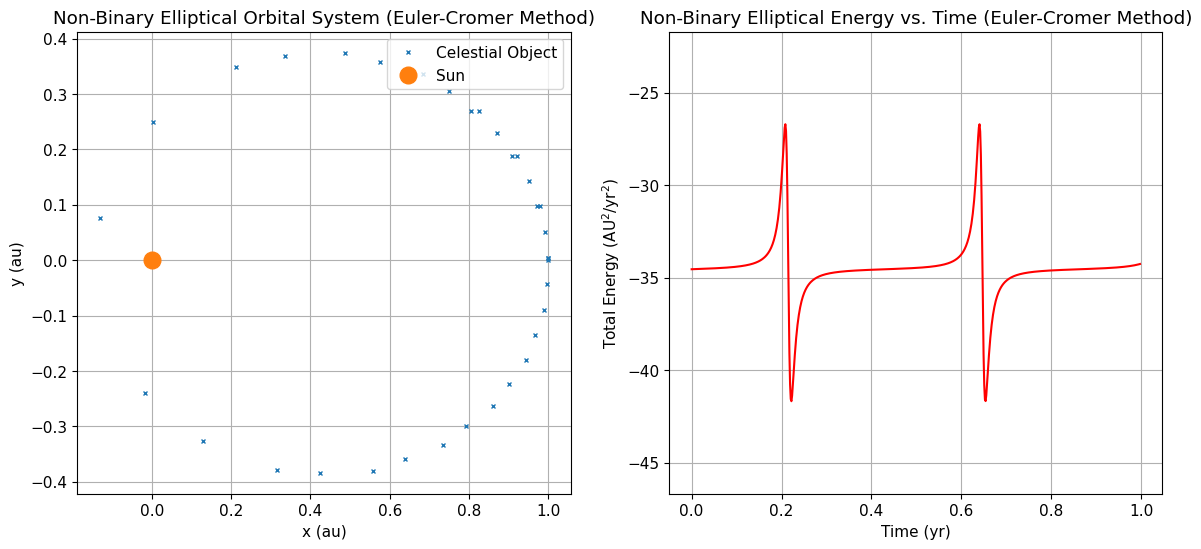 Non-Binary Elliptical Orbital System (Euler-Cromer Method)
Celestial Object
Sun
y (au)
0.4
0.3
0.2
0.1
0.0
−0.1
−0.2
−0.3
−0.4
0.0 0.2 0.4 0.6 0.8 1.0
x (au)
Non-Binary Elliptical Energy vs. Time (Euler-Cromer Method)
Total Energy (AU²/yr²)
−25
−30
−35
−40
−45
0.0 0.2 0.4 0.6 0.8 1.0
Time (yr)